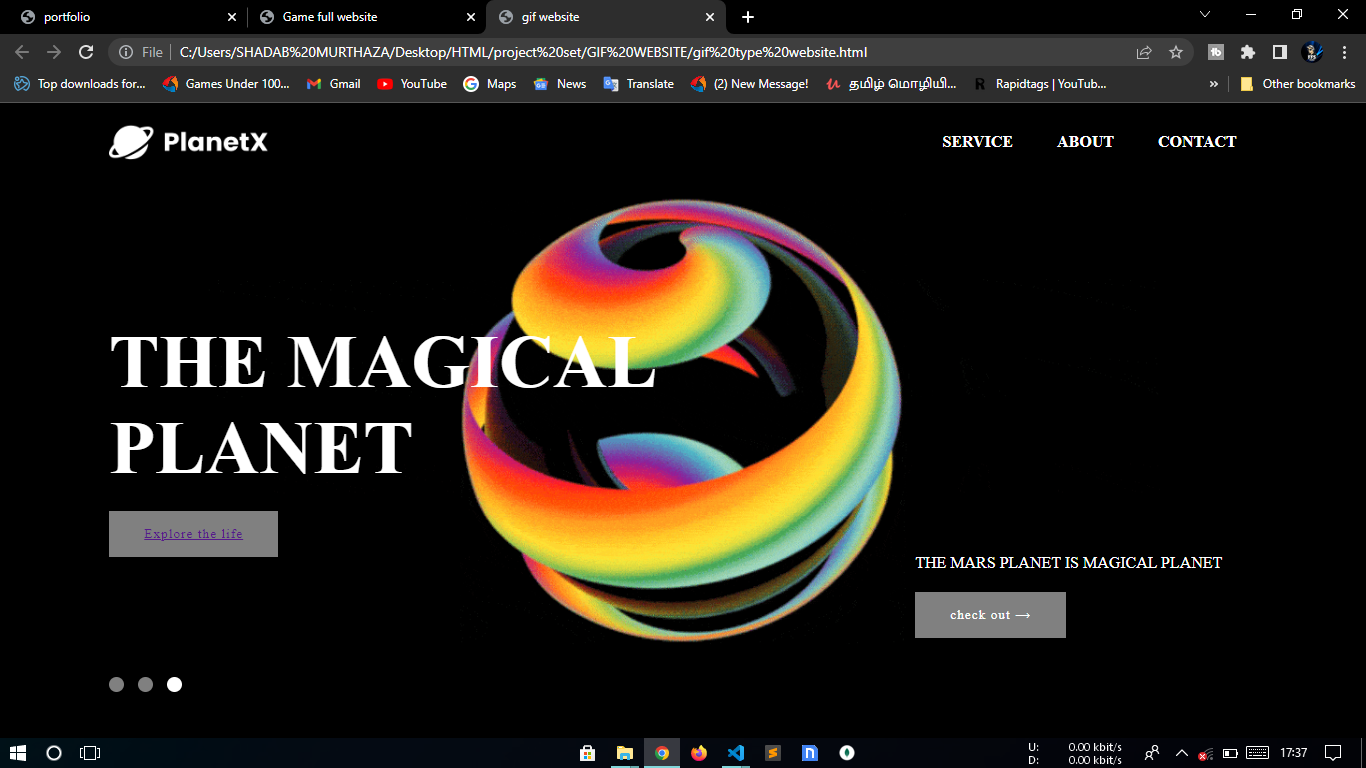 portfolio
Game full website
gif website
File
C:/Users/SHADAB%20MURTHAZA/Desktop/HTML/project%20set/GIF%20WEBSITE/gif%20type%20website.html
Top downloads for...
Games Under 100...
Gmail
YouTube
Maps
News
Translate
(2) New Message!
தமிழ் மொழியி...
Rapidtags | YouTub...
»
Other bookmarks
PlanetX
SERVICE
ABOUT
CONTACT
THE MAGICAL
PLANET
Explore the life
THE MARS PLANET IS MAGICAL PLANET
check out →
U: 0.00 kbit/s
D: 0.00 kbit/s
17:37